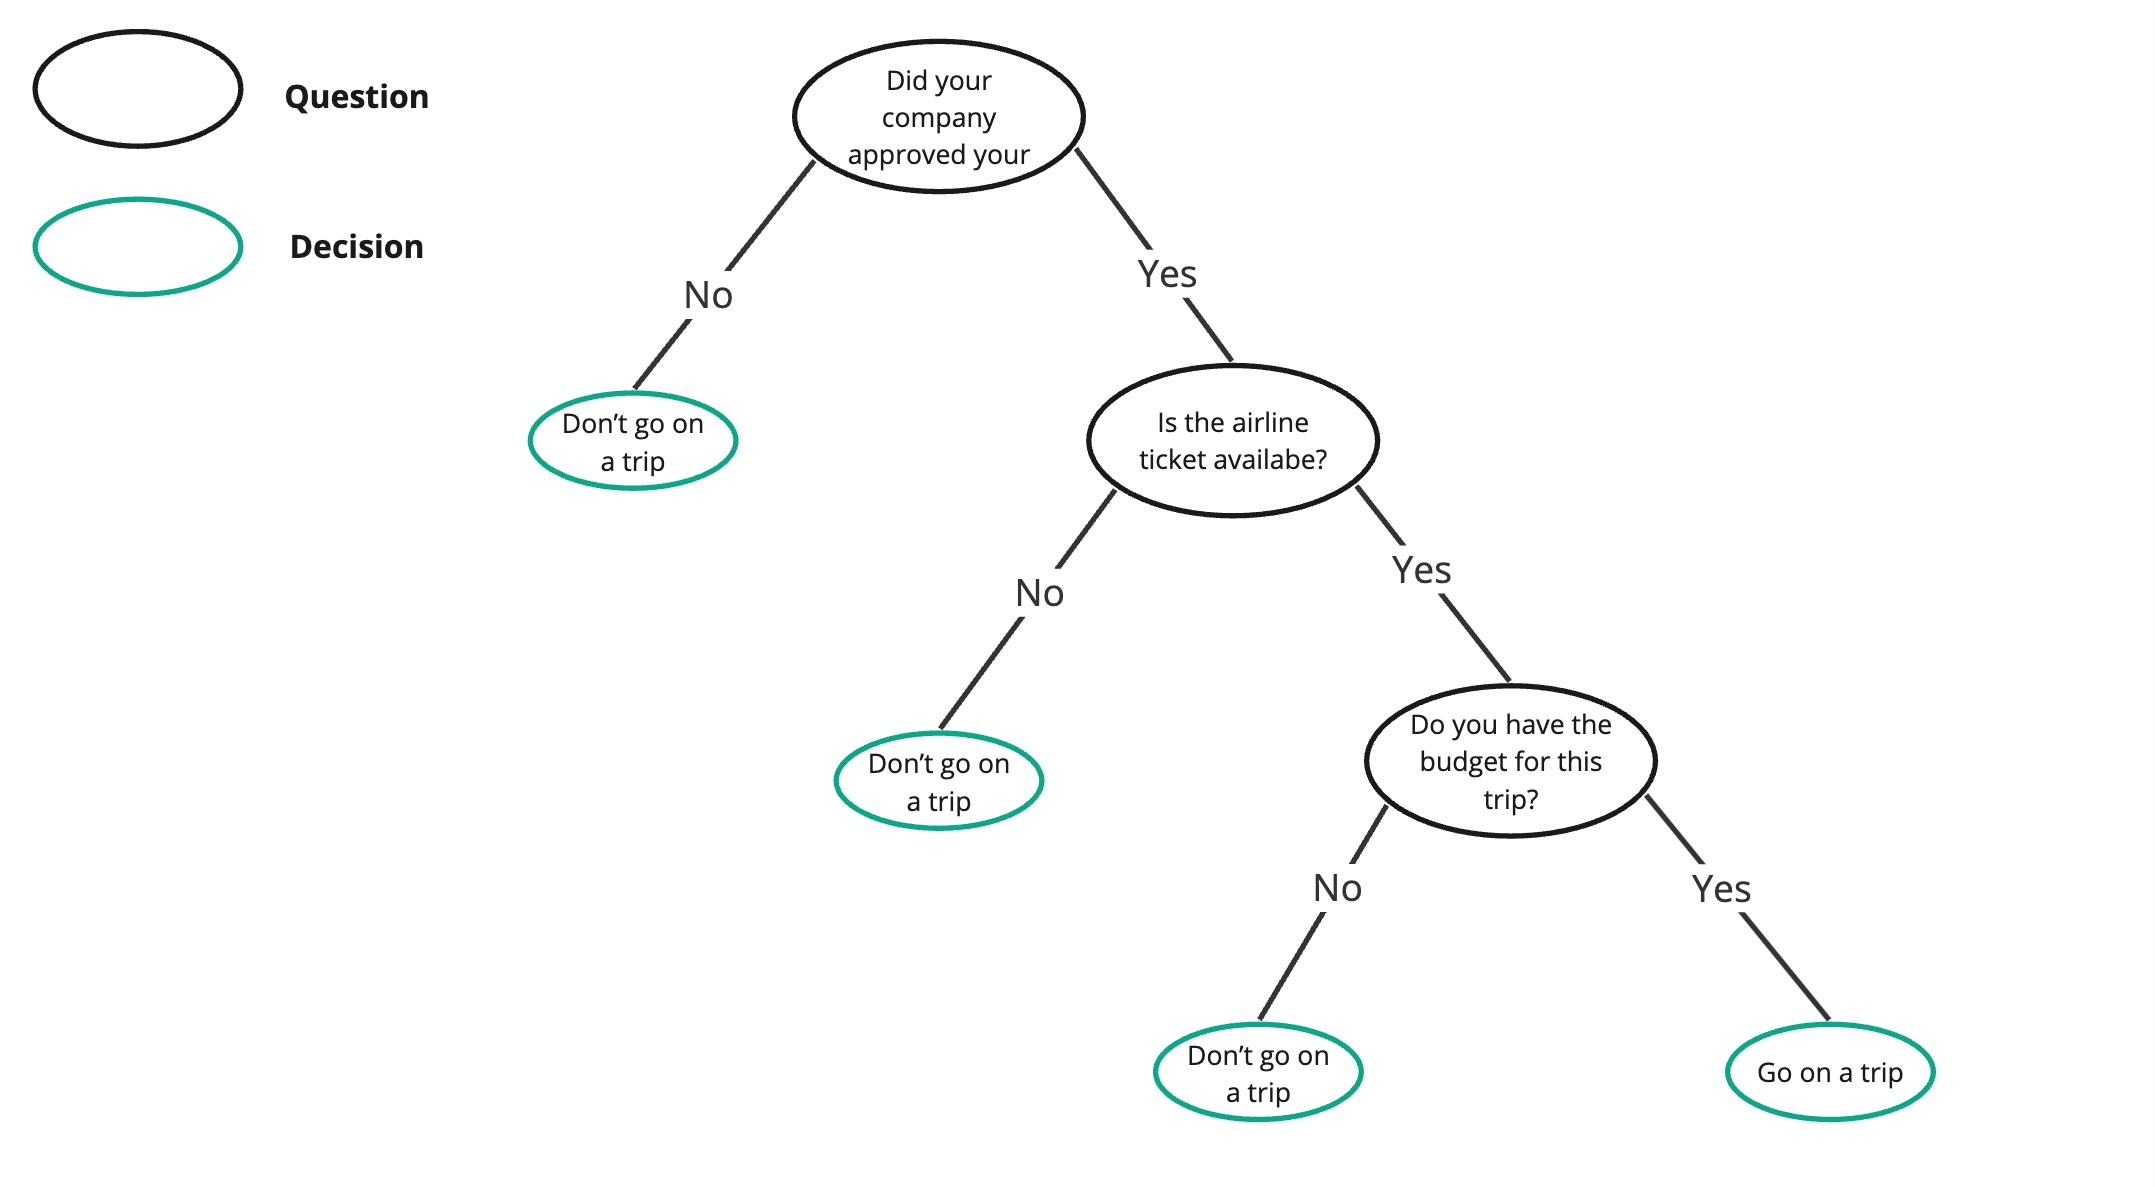 Question
Decision
Did your
company
approved your
No
Yes
Don’t go on
a trip
Is the airline
ticket availabe?
No
Yes
Don’t go on
a trip
Do you have the
budget for this
trip?
No
Yes
Don’t go on
a trip
Go on a trip